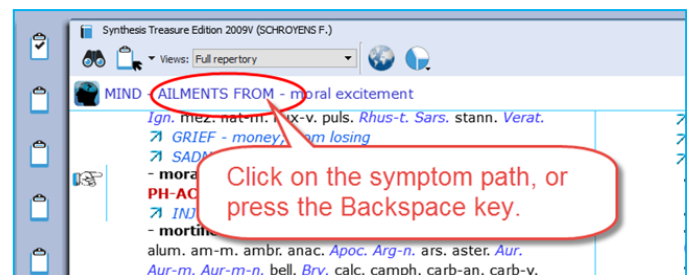 Synthesis Treasure Edition 2009V (SCHROYENS F.)
Views: Full repertory
MIND - AILMENTS FROM - moral excitement
Ign. mez. nat-m. nux-v. puls. Rhus-t. Sars. stann. Verat.
GRIEF - money, from losing
SADN
- mora
PH-AC
INJ
- mortifi
alum. am-m. ambr. anac. Apoc. Arg-n. ars. aster. Aur.
Aur-m. Aur-m-n. bell. Bry. calc. camph. carb-an. carb-v.
Click on the symptom path, or
press the Backspace key.